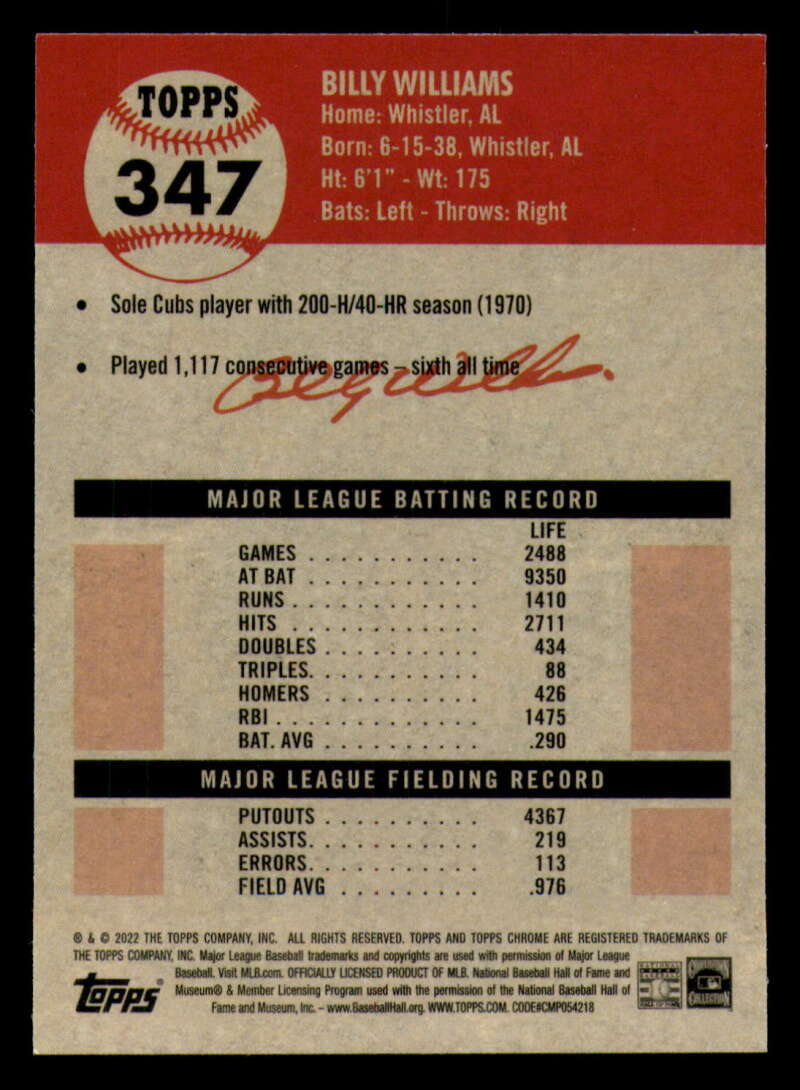 TOPPS
347
BILLY WILLIAMS
Home: Whistler, AL
Born: 6-15-38, Whistler, AL
Ht: 6'1" - Wt: 175
Bats: Left - Throws: Right
• Sole Cubs player with 200-H/40-HR season (1970)
• Played 1,117 consecutive games – sixth all time
Billy Williams
MAJOR LEAGUE BATTING RECORD
LIFE
GAMES . . . . . . . . . . . 2488
AT BAT . . . . . . . . . . . 9350
RUNS . . . . . . . . . . . . 1410
HITS . . . . . . . . . . . . 2711
DOUBLES . . . . . . . . . . 434
TRIPLES. . . . . . . . . . . 88
HOMERS . . . . . . . . . . 426
RBI . . . . . . . . . . . . . 1475
BAT. AVG . . . . . . . . . . .290
MAJOR LEAGUE FIELDING RECORD
PUTOUTS . . . . . . . . . . 4367
ASSISTS. . . . . . . . . . . 219
ERRORS. . . . . . . . . . . 113
FIELD AVG . . . . . . . . . .976
® & © 2022 THE TOPPS COMPANY, INC. ALL RIGHTS RESERVED. TOPPS AND TOPPS CHROME ARE REGISTERED TRADEMARKS OF
THE TOPPS COMPANY, INC. Major League Baseball trademarks and copyrights are used with permission of Major League
Baseball. Visit MLB.com. OFFICIALLY LICENSED PRODUCT OF MLB. National Baseball Hall of Fame and
Museum® & Member Licensing Program used with the permission of the National Baseball Hall of
Fame and Museum, Inc. – www.BaseballHall.org. WWW.TOPPS.COM. CODE#CMP054218
topps
COLLECTION